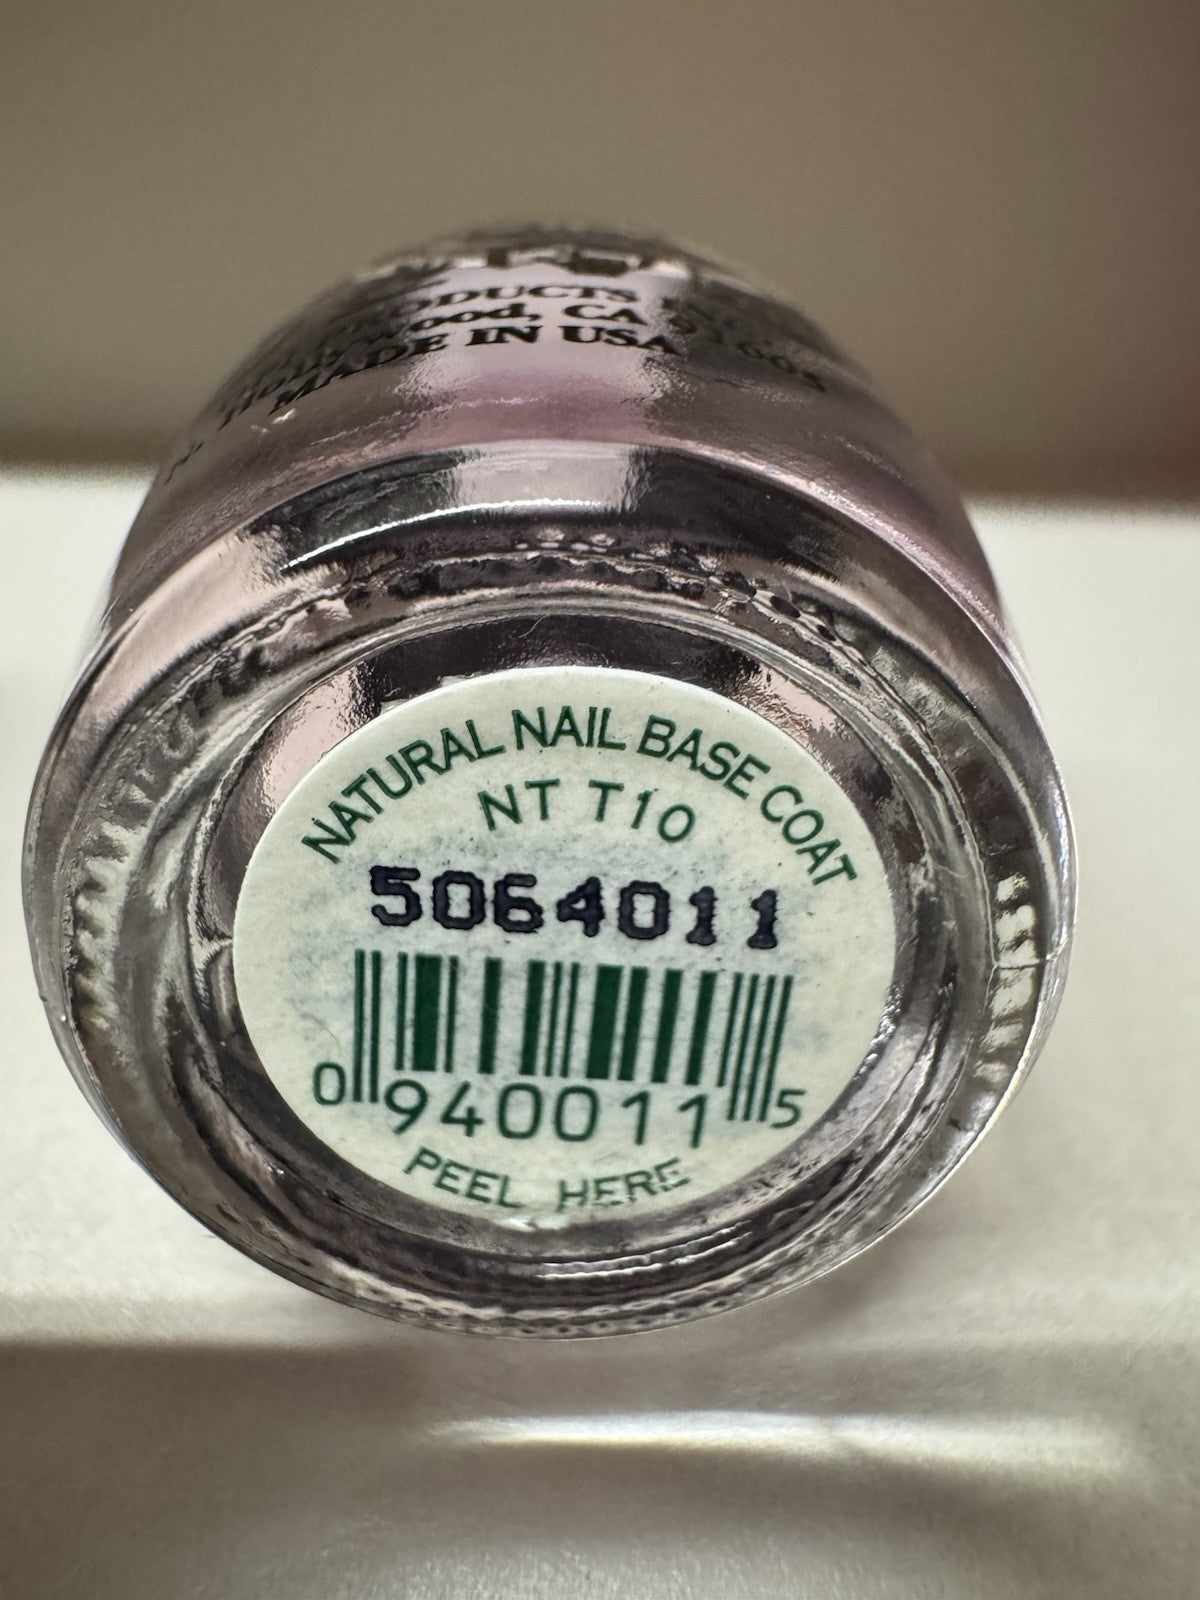 MADE IN USA
NATURAL NAIL BASE COAT
NT T10
5064011
0 940011 5
PEEL HERE